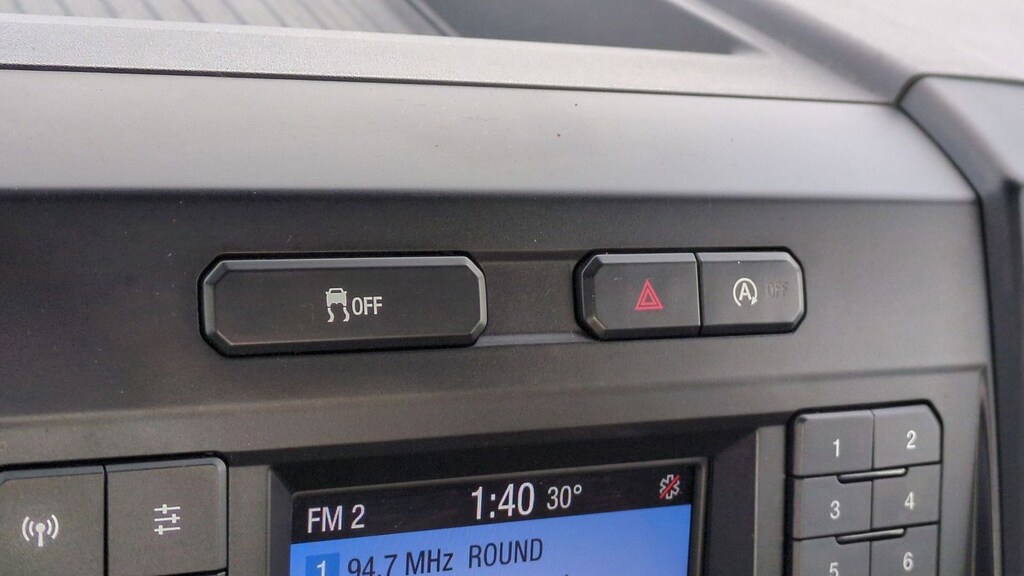 OFF
A OFF
1 2
3 4
5 6
FM 2 1:40 30°
1 94.7 MHz ROUND